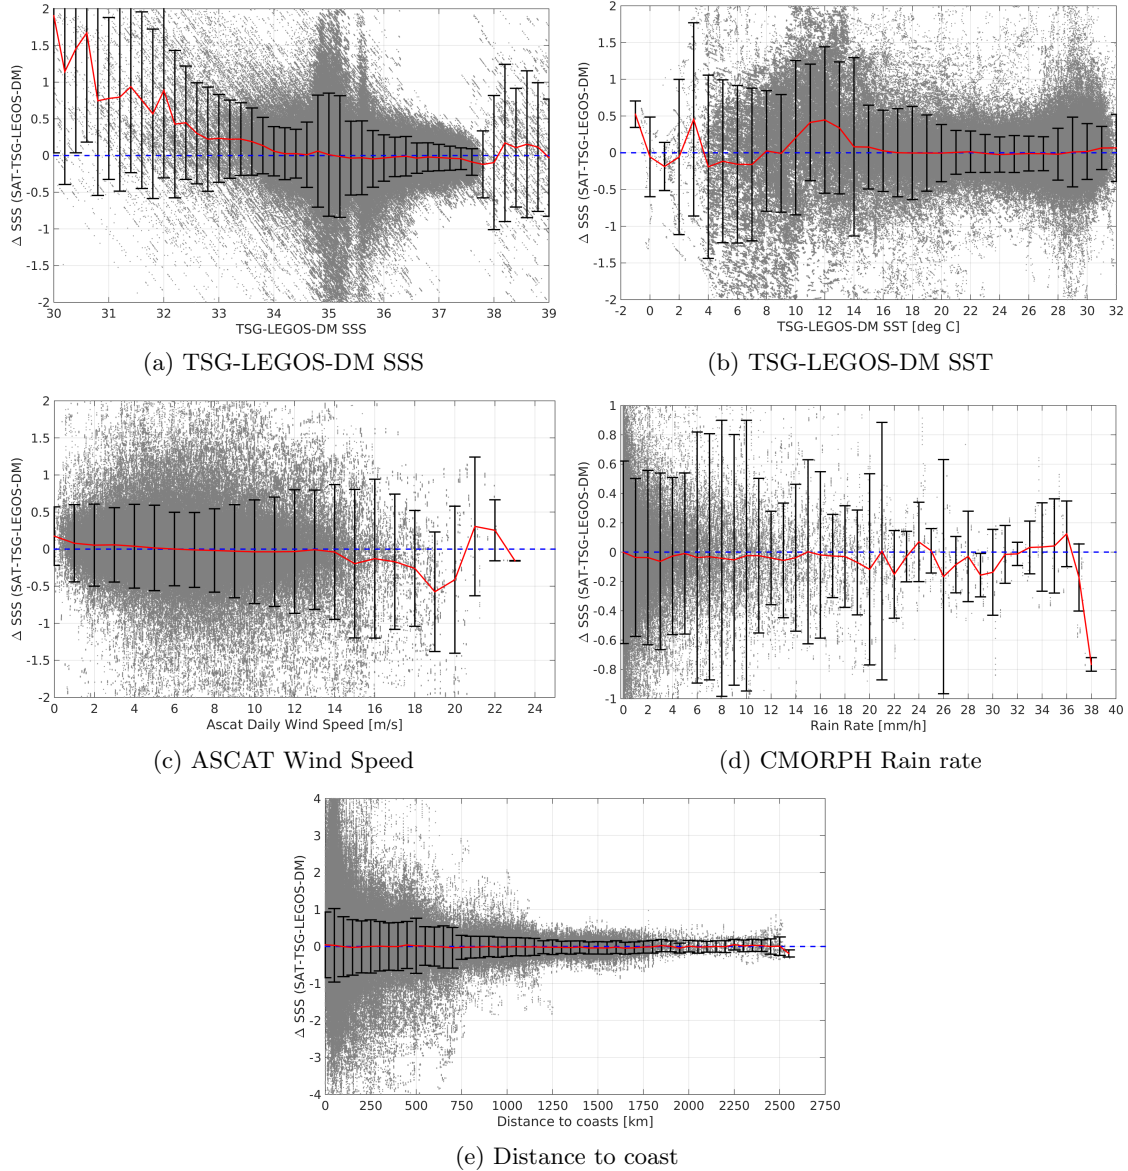 Δ SSS (SAT-TSG-LEGOS-DM)
2
1.5
1
0.5
0
-0.5
-1
-1.5
-2
30 31 32 33 34 35 36 37 38 39
TSG-LEGOS-DM SSS
(a) TSG-LEGOS-DM SSS
Δ SSS (SAT-TSG-LEGOS-DM)
2
1.5
1
0.5
0
-0.5
-1
-1.5
-2
-2 0 2 4 6 8 10 12 14 16 18 20 22 24 26 28 30 32
TSG-LEGOS-DM SST [deg C]
(b) TSG-LEGOS-DM SST
Δ SSS (SAT-TSG-LEGOS-DM)
2
1.5
1
0.5
0
-0.5
-1
-1.5
-2
0 2 4 6 8 10 12 14 16 18 20 22 24
Ascat Daily Wind Speed [m/s]
(c) ASCAT Wind Speed
Δ SSS (SAT-TSG-LEGOS-DM)
1
0.8
0.6
0.4
0.2
0
-0.2
-0.4
-0.6
-0.8
-1
0 2 4 6 8 10 12 14 16 18 20 22 24 26 28 30 32 34 36 38 40
Rain Rate [mm/h]
(d) CMORPH Rain rate
Δ SSS (SAT-TSG-LEGOS-DM)
4
3
2
1
0
-1
-2
-3
-4
0 250 500 750 1000 1250 1500 1750 2000 2250 2500 2750
Distance to coasts [km]
(e) Distance to coast